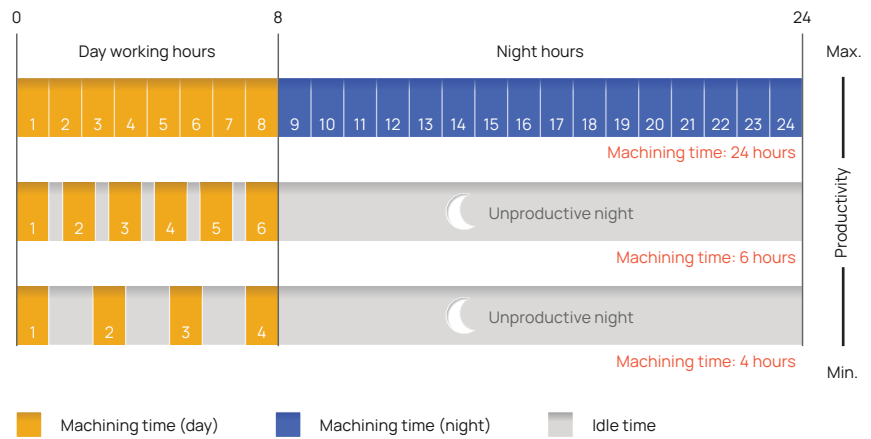 0 8 24
Day working hours Night hours Max.
1 2 3 4 5 6 7 8 9 10 11 12 13 14 15 16 17 18 19 20 21 22 23 24
Machining time: 24 hours
Productivity
1 2 3 4 5 6 Unproductive night
Machining time: 6 hours
1 2 3 4 Unproductive night
Machining time: 4 hours
Min.
Machining time (day) Machining time (night) Idle time